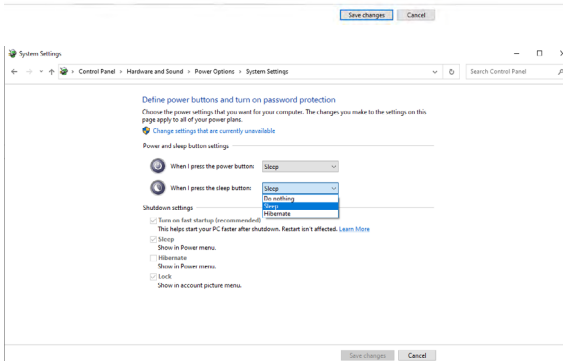 Save changes Cancel
System Settings
Control Panel > Hardware and Sound > Power Options > System Settings
Search Control Panel
Define power buttons and turn on password protection
Choose the power settings that you want for your computer. The changes you make to the settings on this
page apply to all of your power plans.
Change settings that are currently unavailable
Power and sleep button settings
When I press the power button: Sleep
When I press the sleep button: Sleep
Do nothing
Sleep
Hibernate
Shutdown settings
Turn on fast startup (recommended)
This helps start your PC faster after shutdown. Restart isn't affected. Learn More
Sleep
Show in Power menu.
Hibernate
Show in Power menu.
Lock
Show in account picture menu.
Save changes Cancel